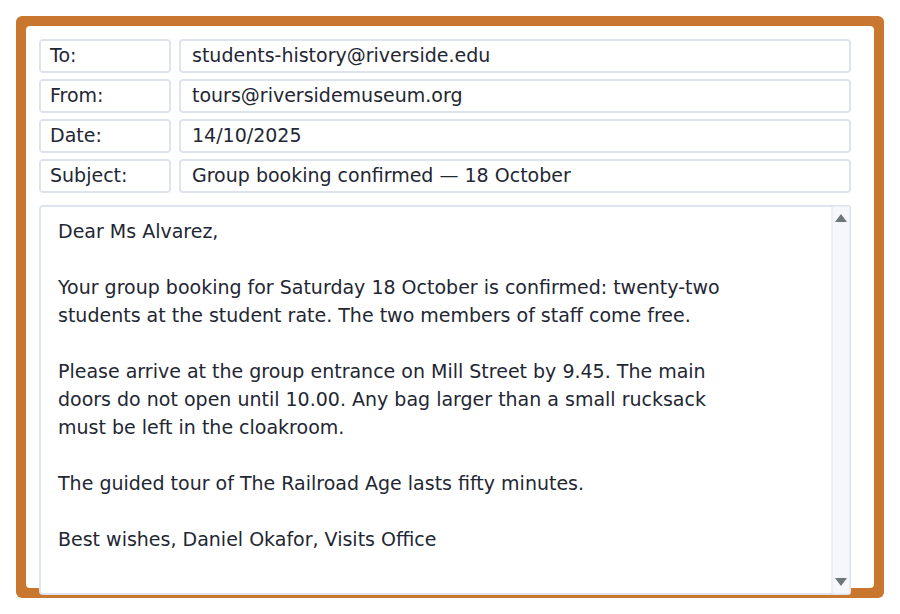 To: students-history@riverside.edu
From: tours@riversidemuseum.org
Date: 14/10/2025
Subject: Group booking confirmed — 18 October
Dear Ms Alvarez,
Your group booking for Saturday 18 October is confirmed: twenty-two
students at the student rate. The two members of staff come free.
Please arrive at the group entrance on Mill Street by 9.45. The main
doors do not open until 10.00. Any bag larger than a small rucksack
must be left in the cloakroom.
The guided tour of The Railroad Age lasts fifty minutes.
Best wishes, Daniel Okafor, Visits Office